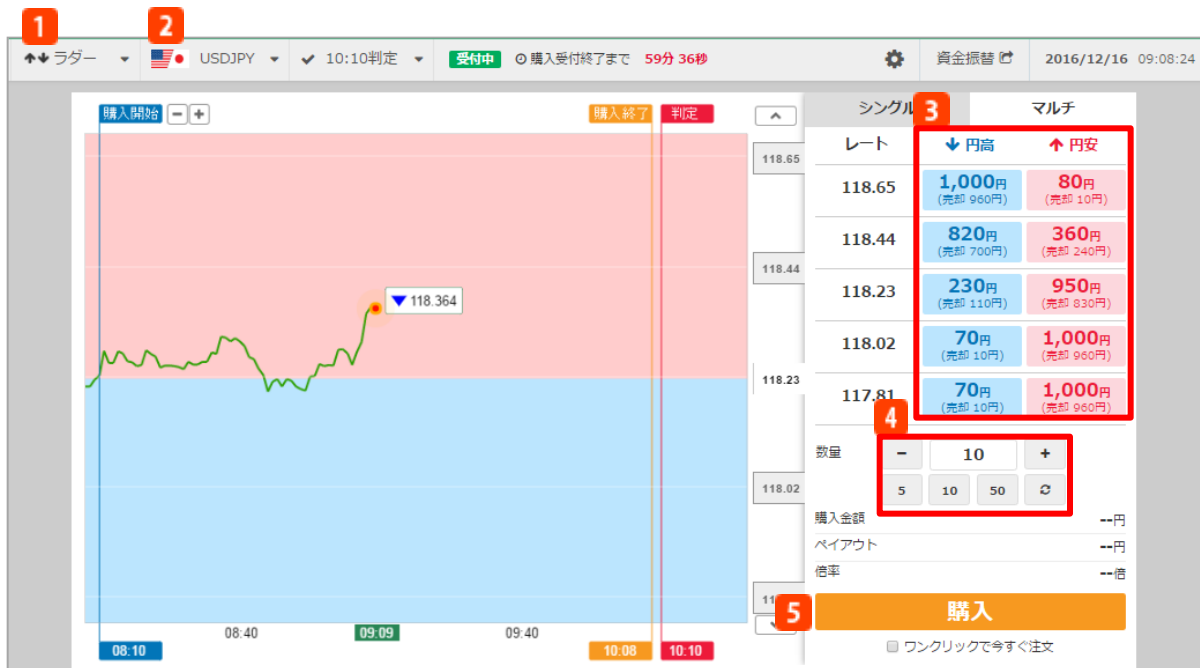 1
2
ラダー
USDJPY
10:10判定
受付中
購入受付終了まで 59分 36秒
資金振替
2016/12/16 09:08:24
購入開始
購入終了
判定
118.65
118.44
118.364
118.23
118.02
08:40
09:09
09:40
08:10
10:08
10:10
シングル
3
マルチ
レート
円高
円安
118.65
1,000円
(売却 960円)
80円
(売却 10円)
118.44
820円
(売却 700円)
360円
(売却 240円)
118.23
230円
(売却 110円)
950円
(売却 830円)
118.02
70円
(売却 10円)
1,000円
(売却 960円)
117.81
70円
(売却 10円)
1,000円
(売却 960円)
4
数量
− 10 +
5 10 50
購入金額 --円
ペイアウト --円
倍率 --倍
5
購入
ワンクリックで今すぐ注文